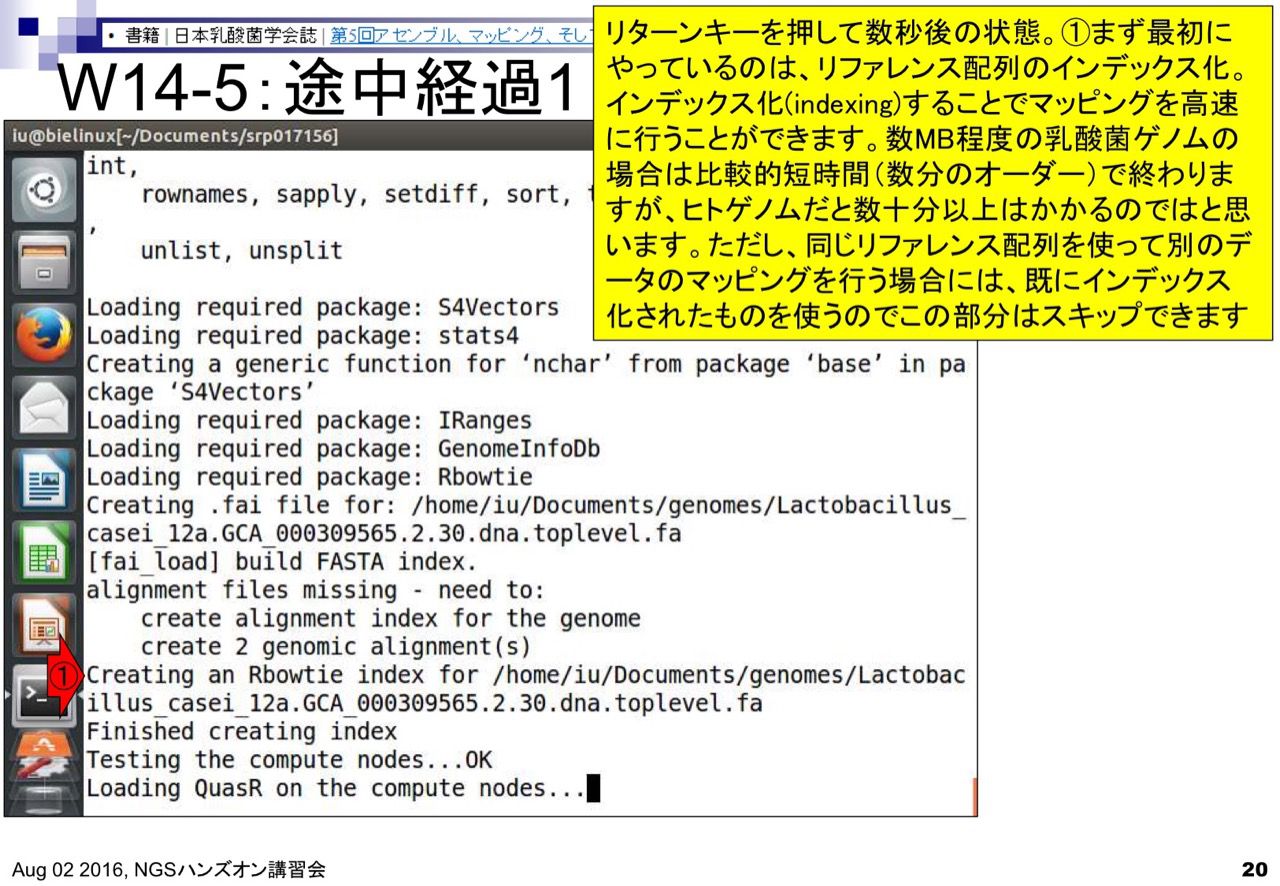 • 書籍 | 日本乳酸菌学会誌 | 第5回アセンブル、マッピング、そし
W14-5：途中経過1
リターンキーを押して数秒後の状態。①まず最初に
やっているのは、リファレンス配列のインデックス化。
インデックス化(indexing)することでマッピングを高速
に行うことができます。数MB程度の乳酸菌ゲノムの
場合は比較的短時間（数分のオーダー）で終わりま
すが、ヒトゲノムだと数十分以上はかかるのではと思
います。ただし、同じリファレンス配列を使って別のデ
ータのマッピングを行う場合には、既にインデックス
化されたものを使うのでこの部分はスキップできます
iu@bielinux[~/Documents/srp017156]
int,
rownames, sapply, setdiff, sort,
,
unlist, unsplit
Loading required package: S4Vectors
Loading required package: stats4
Creating a generic function for ‘nchar’ from package ‘base’ in pa
ckage ‘S4Vectors’
Loading required package: IRanges
Loading required package: GenomeInfoDb
Loading required package: Rbowtie
Creating .fai file for: /home/iu/Documents/genomes/Lactobacillus_
casei_12a.GCA_000309565.2.30.dna.toplevel.fa
[fai_load] build FASTA index.
alignment files missing - need to:
create alignment index for the genome
create 2 genomic alignment(s)
①
Creating an Rbowtie index for /home/iu/Documents/genomes/Lactobac
illus_casei_12a.GCA_000309565.2.30.dna.toplevel.fa
Finished creating index
Testing the compute nodes...OK
Loading QuasR on the compute nodes...
Aug 02 2016, NGSハンズオン講習会
20